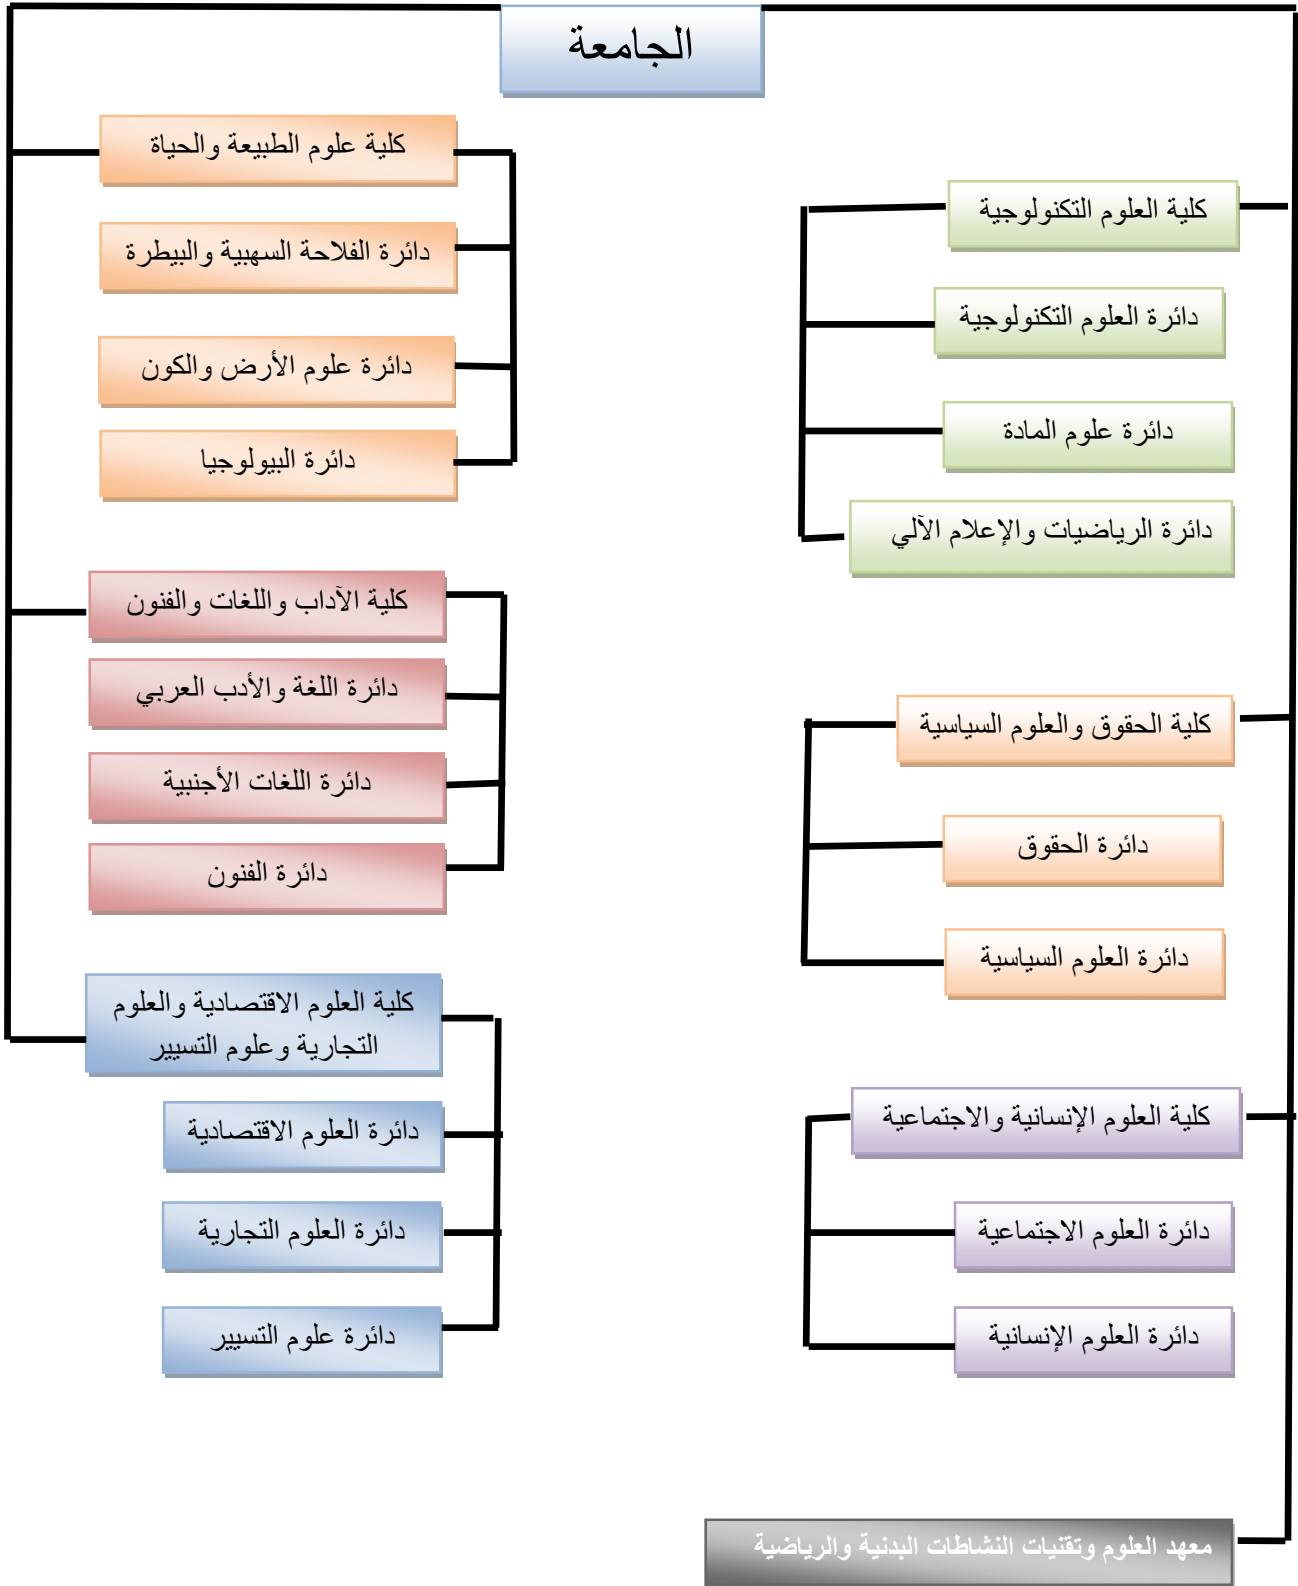 الجامعة
كلية العلوم التكنولوجية
دائرة العلوم التكنولوجية
دائرة علوم المادة
دائرة الرياضيات والإعلام الآلي
كلية الحقوق والعلوم السياسية
دائرة الحقوق
دائرة العلوم السياسية
كلية العلوم الإنسانية والاجتماعية
دائرة العلوم الاجتماعية
دائرة العلوم الإنسانية
معهد العلوم وتقنيات النشاطات البدنية والرياضية
كلية علوم الطبيعة والحياة
دائرة الفلاحة السهبية والبيطرة
دائرة علوم الأرض والكون
دائرة البيولوجيا
كلية الآداب واللغات والفنون
دائرة اللغة والأدب العربي
دائرة اللغات الأجنبية
دائرة الفنون
كلية العلوم الاقتصادية والعلوم
التجارية وعلوم التسيير
دائرة العلوم الاقتصادية
دائرة العلوم التجارية
دائرة علوم التسيير